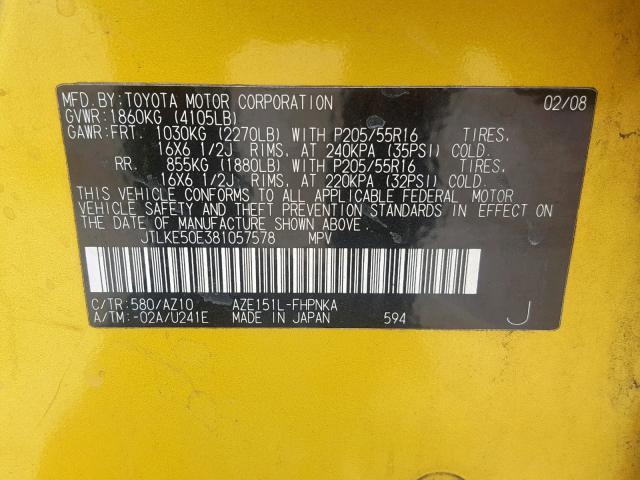 MFD. BY: TOYOTA MOTOR CORPORATION 02/08
GVWR: 1860KG (4105LB)
GAWR: FRT. 1030KG (2270LB) WITH P205/55R16 TIRES,
16X6 1/2J RIMS, AT 240KPA (35PSI) COLD.
RR. 855KG (1880LB) WITH P205/55R16 TIRES,
16X6 1/2J RIMS, AT 220KPA (32PSI) COLD.
THIS VEHICLE CONFORMS TO ALL APPLICABLE FEDERAL MOTOR
VEHICLE SAFETY AND THEFT PREVENTION STANDARDS IN EFFECT ON
THE DATE OF MANUFACTURE SHOWN ABOVE.
JTLKE50E381057578 MPV
C/TR: 580/AZ10 AZE151L-FHPNKA
A/TM: -02A/U241E MADE IN JAPAN 594 J